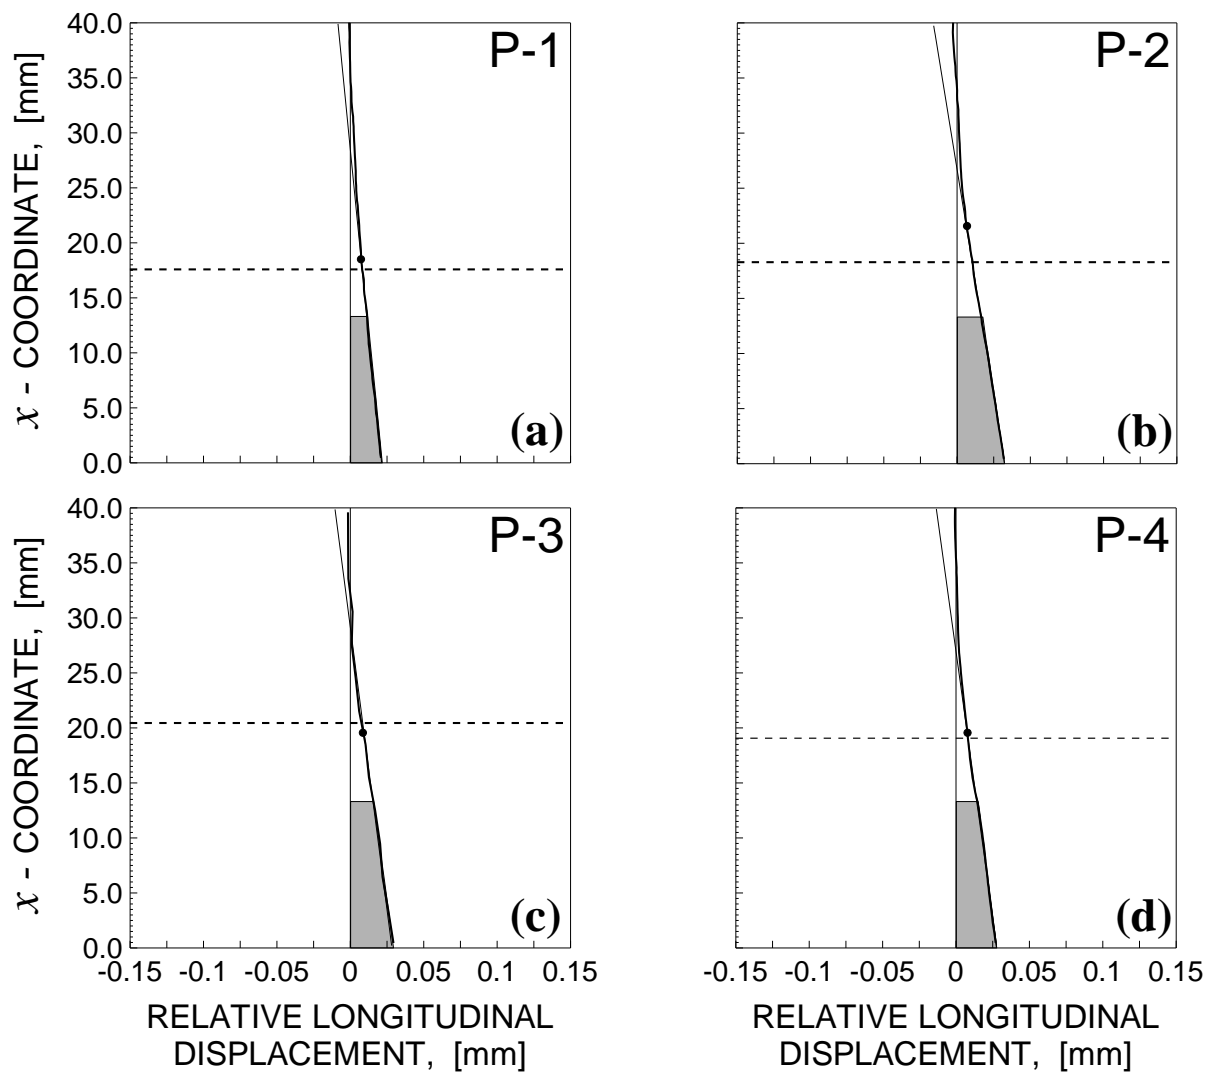 40.0
35.0
30.0
25.0
20.0
15.0
10.0
5.0
0.0
x - COORDINATE, [mm]
P-1
(a)
P-2
(b)
40.0
35.0
30.0
25.0
20.0
15.0
10.0
5.0
0.0
x - COORDINATE, [mm]
P-3
(c)
P-4
(d)
-0.15 -0.1 -0.05 0 0.05 0.1 0.15
RELATIVE LONGITUDINAL
DISPLACEMENT, [mm]
-0.15 -0.1 -0.05 0 0.05 0.1 0.15
RELATIVE LONGITUDINAL
DISPLACEMENT, [mm]